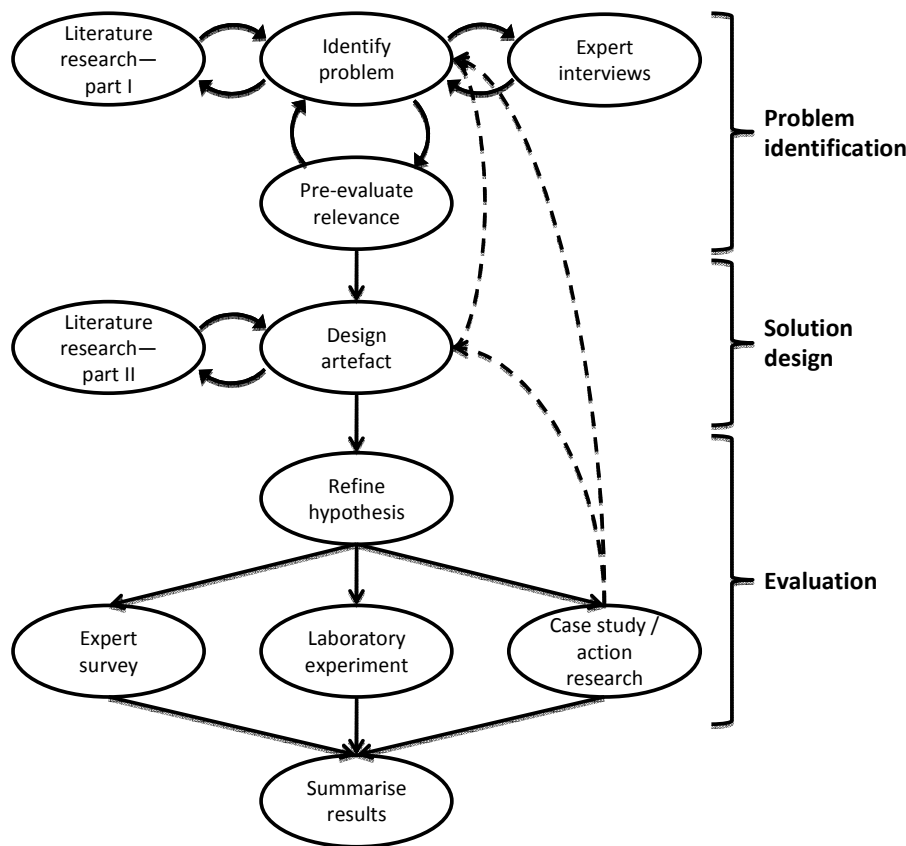 Literature
research—
part I
Identify
problem
Expert
interviews
Problem
identification
Pre-evaluate
relevance
Literature
research—
part II
Design
artefact
Solution
design
Refine
hypothesis
Evaluation
Expert
survey
Laboratory
experiment
Case study /
action
research
Summarise
results